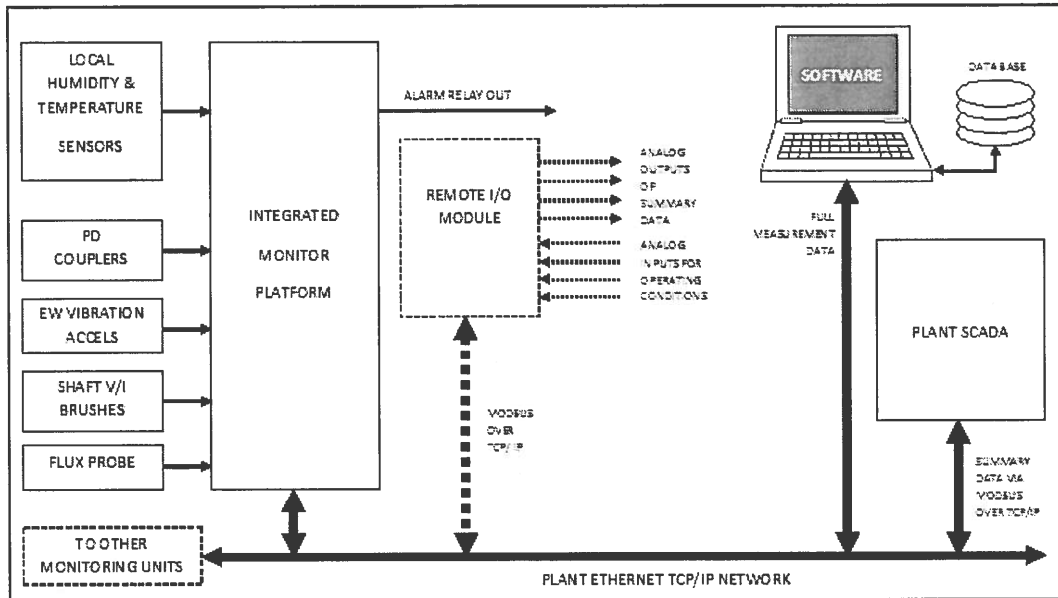 LOCAL
HUMIDITY &
TEMPERATURE
SENSORS
PD
COUPLERS
EW VIBRATION
ACCELS
SHAFT V/I
BRUSHES
FLUX PROBE
TO OTHER
MONITORING UNITS
INTEGRATED
MONITOR
PLATFORM
ALARM RELAY OUT
REMOTE I/O
MODULE
ANALOG
OUTPUTS
OF
SUMMARY
DATA
ANALOG
INPUTS FOR
OPERATING
CONDITIONS
MODBUS
OVER
TCP/IP
SOFTWARE
DATABASE
FULL
MEASUREMENT
DATA
PLANT SCADA
SUMMARY
DATA VIA
MODBUS
OVER TCP/IP
PLANT ETHERNET TCP/IP NETWORK